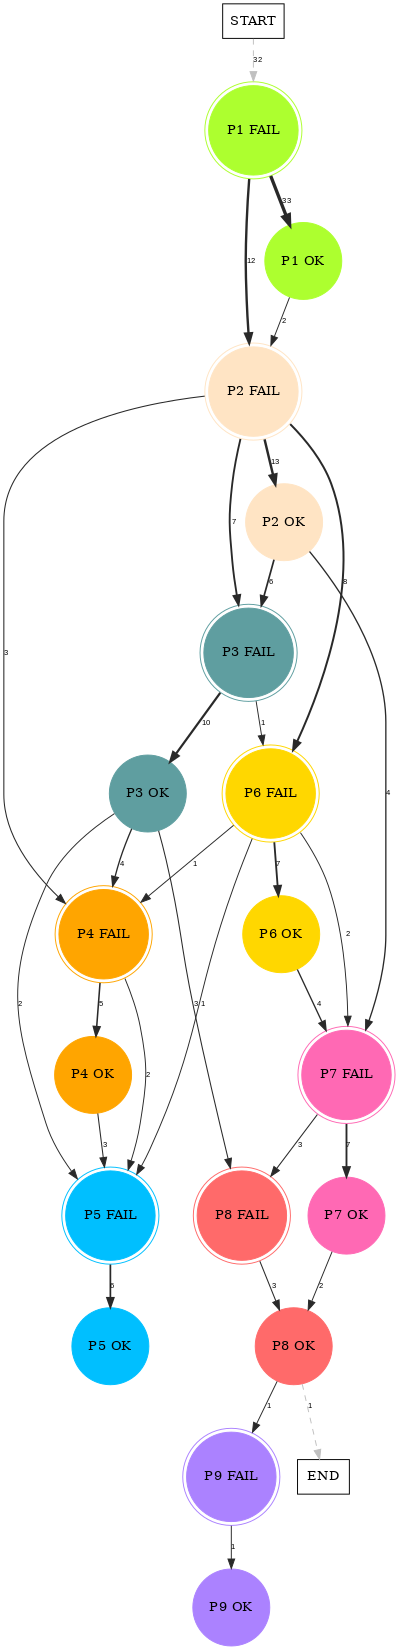 START
32
P1 FAIL
33
P1 OK
12
2
P2 FAIL
13
P2 OK
7
6
8
3
P3 FAIL
10
1
4
P3 OK
P6 FAIL
4
1
7
P4 FAIL
P6 OK
2
5
2
3
1
4
P4 OK
P7 FAIL
2
3
3
7
P5 FAIL
P8 FAIL
P7 OK
6
3
2
P5 OK
P8 OK
1
1
P9 FAIL
END
1
P9 OK